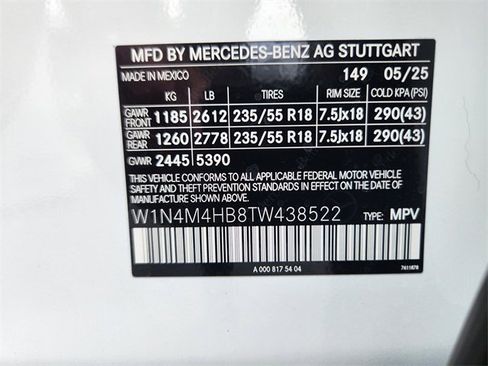 MFD BY MERCEDES-BENZ AG STUTTGART
MADE IN MEXICO 149 05/25
KG LB TIRES RIM SIZE COLD KPA(PSI)
GAWR FRONT 1185 2612 235/55 R18 7.5Jx18 290(43)
GAWR REAR 1260 2778 235/55 R18 7.5Jx18 290(43)
GVWR 2445 5390
THIS VEHICLE CONFORMS TO ALL APPLICABLE FEDERAL MOTOR
VEHICLE SAFETY STANDARDS IN EFFECT ON THE DATE OF
MANUFACTURE SHOWN ABOVE.
W1N4M4HB8TW438522 TYPE: MPV
A 000 817 54 04